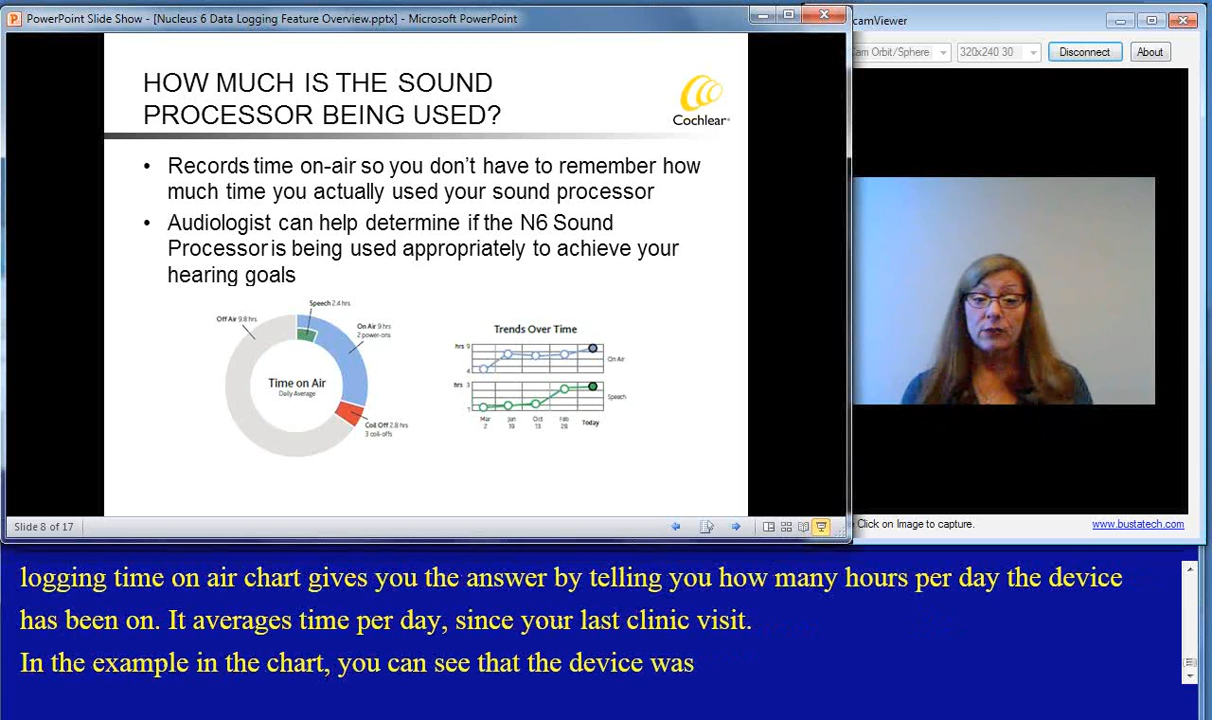 PowerPoint Slide Show - [Nucleus 6 Data Logging Feature Overview.pptx] - Microsoft PowerPoint
HOW MUCH IS THE SOUND
PROCESSOR BEING USED?
Cochlear®
• Records time on-air so you don't have to remember how
much time you actually used your sound processor
• Audiologist can help determine if the N6 Sound
Processor is being used appropriately to achieve your
hearing goals
Speech 2.4 hrs
Off Air 9.8 hrs
On Air 9 hrs
2 power-ons
Time on Air
Daily Average
Coil Off 2.8 hrs
3 coil-offs
Trends Over Time
hrs 9
4
On Air
hrs 3
1
Speech
Mar 2
Jun
Oct
Feb
Today
Slide 8 of 17
camViewer
Cam Orbit/Sphere
320x240 30
Disconnect
About
Click on Image to capture.
www.bustatech.com
logging time on air chart gives you the answer by telling you how many hours per day the device
has been on. It averages time per day, since your last clinic visit.
In the example in the chart, you can see that the device was